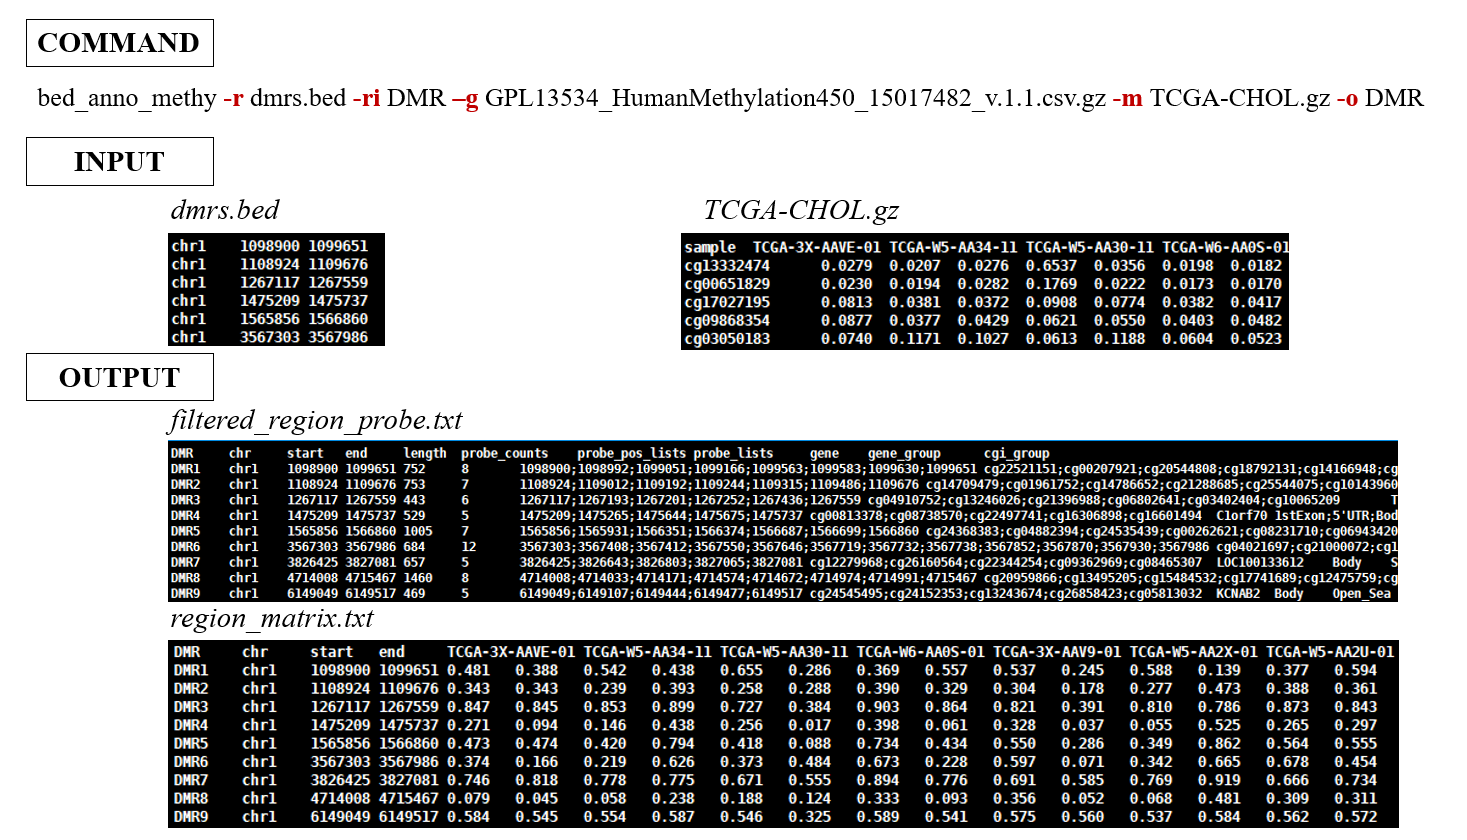 COMMAND
bed_anno_methy -r dmrs.bed -ri DMR –g GPL13534_HumanMethylation450_15017482_v.1.1.csv.gz -m TCGA-CHOL.gz -o DMR
INPUT
dmrs.bed
chr1 1098900 1099651
chr1 1108924 1109676
chr1 1267117 1267559
chr1 1475209 1475737
chr1 1565856 1566860
chr1 3567303 3567986
TCGA-CHOL.gz
sample TCGA-3X-AAVE-01 TCGA-W5-AA34-11 TCGA-W5-AA30-11 TCGA-W6-AA0S-01
cg13332474 0.0279 0.0207 0.0276 0.6537 0.0356 0.0198 0.0182
cg00651829 0.0230 0.0194 0.0282 0.1769 0.0222 0.0173 0.0170
cg17027195 0.0813 0.0381 0.0372 0.0908 0.0774 0.0382 0.0417
cg09868354 0.0877 0.0377 0.0429 0.0621 0.0550 0.0403 0.0482
cg03050183 0.0740 0.1171 0.1027 0.0613 0.1188 0.0604 0.0523
OUTPUT
filtered_region_probe.txt
DMR chr start end length probe_counts probe_pos_lists probe_lists gene gene_group cgi_group
DMR1 chr1 1098900 1099651 752 8 1098900;1098992;1099051;1099166;1099563;1099583;1099630;1099651 cg22521151;cg00207921;cg20544808;cg18792131;cg14166948;cg
DMR2 chr1 1108924 1109676 753 7 1108924;1109012;1109192;1109244;1109315;1109486;1109676 cg14709479;cg01961752;cg14786652;cg21288685;cg25544075;cg10143960
DMR3 chr1 1267117 1267559 443 6 1267117;1267193;1267201;1267252;1267436;1267559 cg04910752;cg13246026;cg21396988;cg06802641;cg03402404;cg10065209 T
DMR4 chr1 1475209 1475737 529 5 1475209;1475265;1475644;1475675;1475737 cg00813378;cg08738570;cg22497741;cg16306898;cg16601494 C1orf70 1stExon;5'UTR;Bod
DMR5 chr1 1565856 1566860 1005 7 1565856;1565931;1566351;1566374;1566687;1566699;1566860 cg24368383;cg04882394;cg24535439;cg00262621;cg08231710;cg06943420
DMR6 chr1 3567303 3567986 684 12 3567303;3567408;3567412;3567550;3567646;3567719;3567732;3567738;3567852;3567870;3567930;3567986 cg04021697;cg21000072;cg1
DMR7 chr1 3826425 3827081 657 5 3826425;3826643;3826803;3827065;3827081 cg12279968;cg26160564;cg22344254;cg09362969;cg08465307 LOC100133612 Body S
DMR8 chr1 4714008 4715467 1460 8 4714008;4714033;4714171;4714574;4714672;4714974;4714991;4715467 cg20959866;cg13495205;cg15484532;cg17741689;cg12475759;cg
DMR9 chr1 6149049 6149517 469 5 6149049;6149107;6149444;6149477;6149517 cg24545495;cg24152353;cg13243674;cg26858423;cg05813032 KCNAB2 Body Open_Sea
region_matrix.txt
DMR chr start end TCGA-3X-AAVE-01 TCGA-W5-AA34-11 TCGA-W5-AA30-11 TCGA-W6-AA0S-01 TCGA-3X-AAV9-01 TCGA-W5-AA2X-01 TCGA-W5-AA2U-01
DMR1 chr1 1098900 1099651 0.481 0.388 0.542 0.438 0.655 0.286 0.369 0.557 0.537 0.245 0.588 0.139 0.377 0.594
DMR2 chr1 1108924 1109676 0.343 0.343 0.239 0.393 0.258 0.288 0.390 0.329 0.304 0.178 0.277 0.473 0.388 0.361
DMR3 chr1 1267117 1267559 0.847 0.845 0.853 0.899 0.727 0.384 0.903 0.864 0.821 0.391 0.810 0.786 0.873 0.843
DMR4 chr1 1475209 1475737 0.271 0.094 0.146 0.438 0.256 0.017 0.398 0.061 0.328 0.037 0.055 0.525 0.265 0.297
DMR5 chr1 1565856 1566860 0.473 0.474 0.420 0.794 0.418 0.088 0.734 0.434 0.550 0.286 0.349 0.862 0.564 0.555
DMR6 chr1 3567303 3567986 0.374 0.166 0.219 0.626 0.373 0.484 0.673 0.228 0.597 0.071 0.342 0.665 0.678 0.454
DMR7 chr1 3826425 3827081 0.746 0.818 0.778 0.775 0.671 0.555 0.894 0.776 0.691 0.585 0.769 0.919 0.666 0.734
DMR8 chr1 4714008 4715467 0.079 0.045 0.058 0.238 0.188 0.124 0.333 0.093 0.356 0.052 0.068 0.481 0.309 0.311
DMR9 chr1 6149049 6149517 0.584 0.545 0.554 0.587 0.546 0.325 0.589 0.541 0.575 0.560 0.537 0.584 0.562 0.572